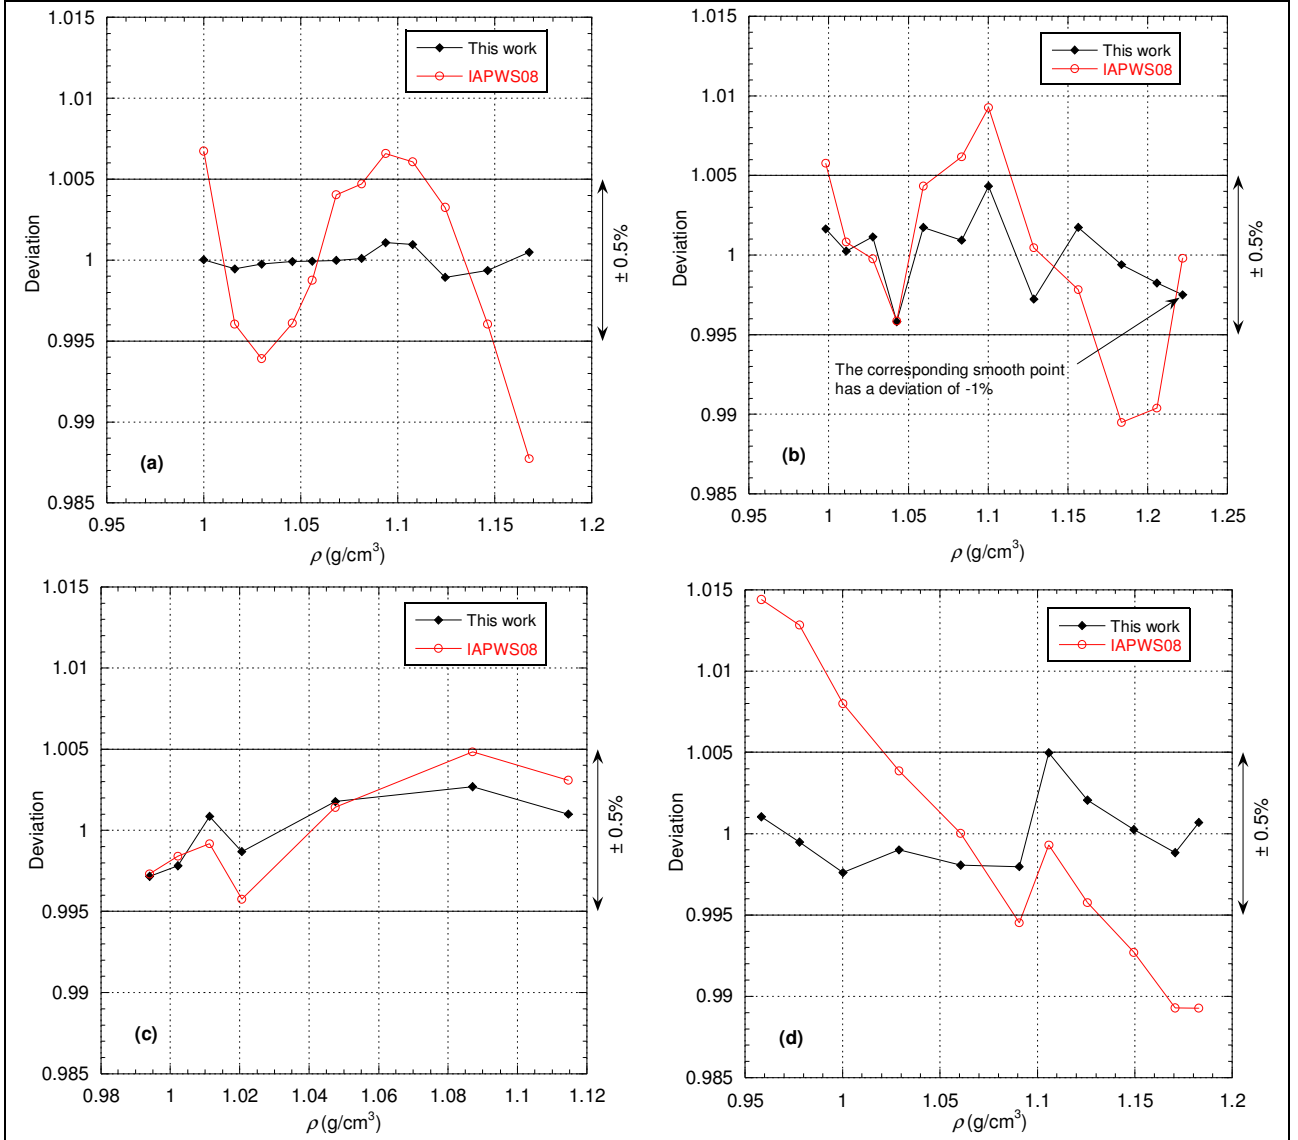 1.015
1.01
1.005
1
0.995
0.99
0.985
Deviation
This work
IAPWS08
± 0.5%
(a)
0.95
1
1.05
1.1
1.15
1.2
ρ (g/cm³)
1.015
1.01
1.005
1
0.995
0.99
0.985
Deviation
This work
IAPWS08
± 0.5%
The corresponding smooth point
has a deviation of -1%
(b)
0.95
1
1.05
1.1
1.15
1.2
1.25
ρ (g/cm³)
1.015
1.01
1.005
1
0.995
0.99
0.985
Deviation
This work
IAPWS08
± 0.5%
(c)
0.98
1
1.02
1.04
1.06
1.08
1.1
1.12
ρ (g/cm³)
1.015
1.01
1.005
1
0.995
0.99
0.985
Deviation
This work
IAPWS08
± 0.5%
(d)
0.95
1
1.05
1.1
1.15
1.2
ρ (g/cm³)